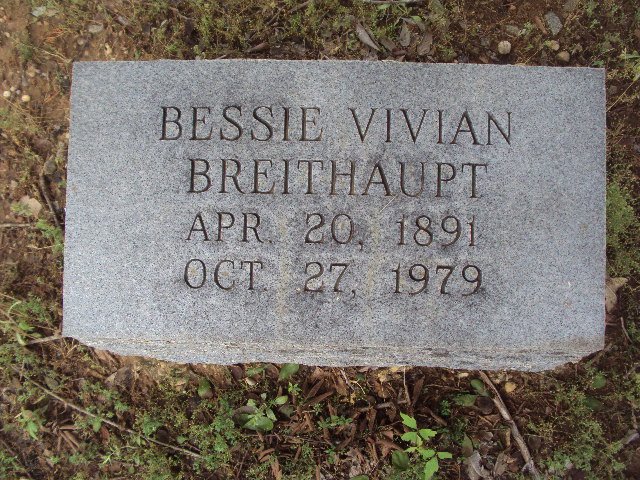 BESSIE VIVIAN
BREITHAUPT
APR. 20, 1891
OCT. 27, 1979